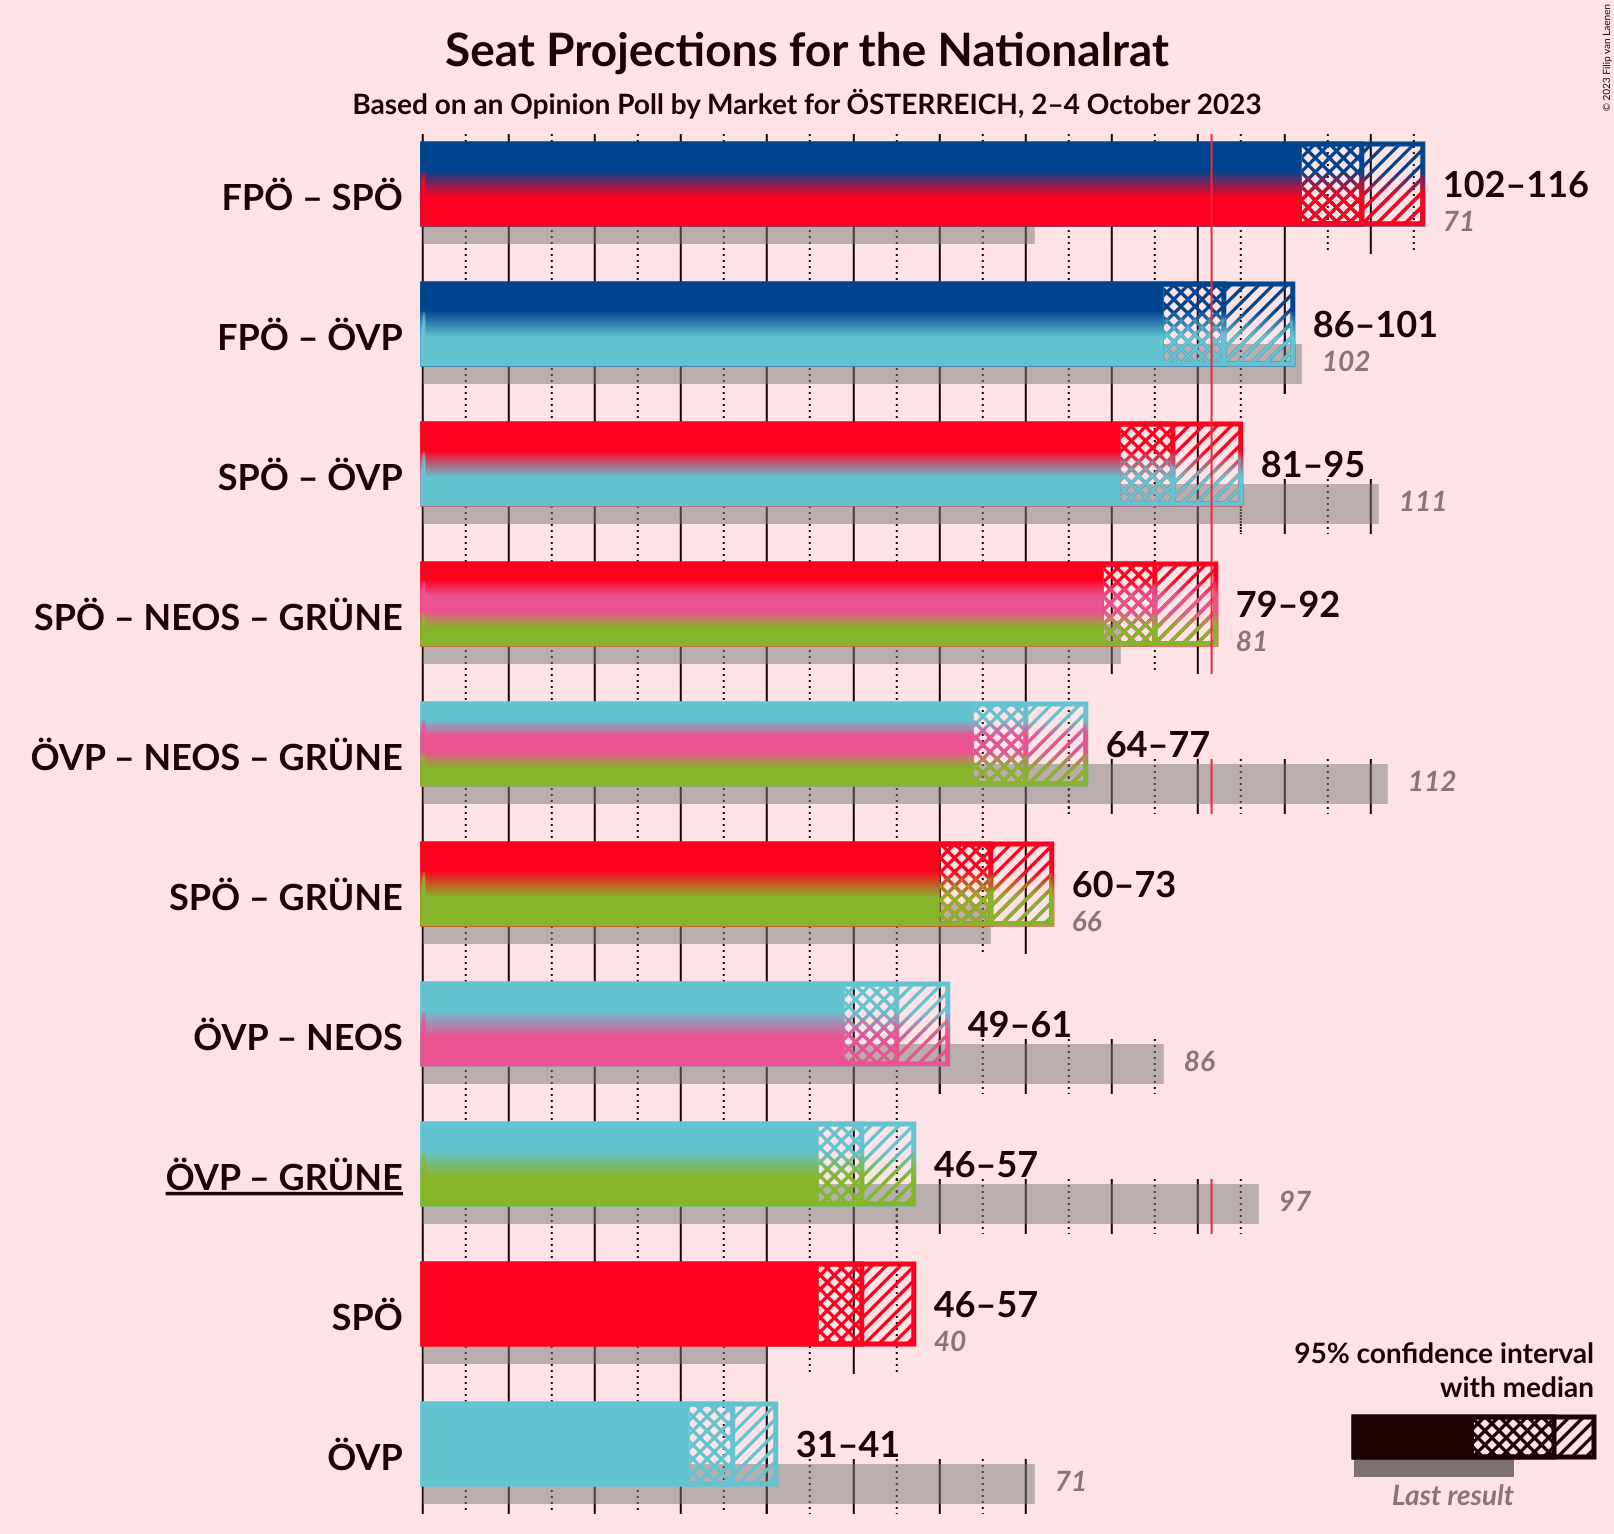 Seat Projections for the Nationalrat
Based on an Opinion Poll by Market for ÖSTERREICH, 2–4 October 2023
© 2023 Filip van Laenen
FPÖ – SPÖ
102–116
71
FPÖ – ÖVP
86–101
102
SPÖ – ÖVP
81–95
111
SPÖ – NEOS – GRÜNE
79–92
81
ÖVP – NEOS – GRÜNE
64–77
112
SPÖ – GRÜNE
60–73
66
ÖVP – NEOS
49–61
86
ÖVP – GRÜNE
46–57
97
SPÖ
46–57
40
ÖVP
31–41
71
95% confidence interval
with median
Last result